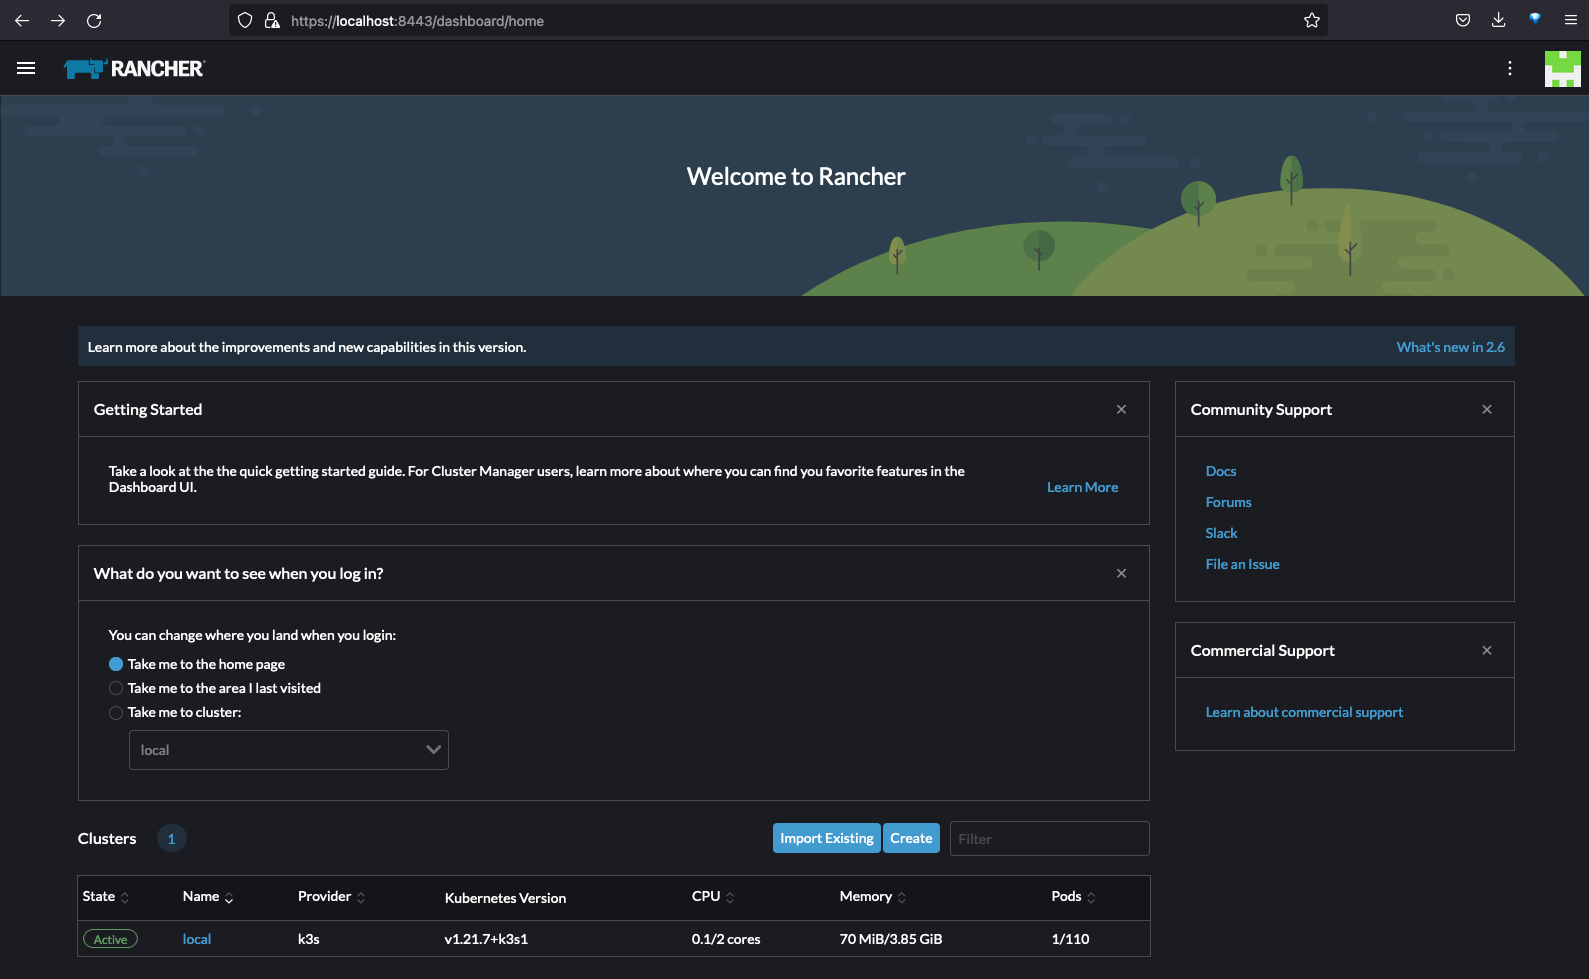 https://localhost:8443/dashboard/home
RANCHER
Welcome to Rancher
Learn more about the improvements and new capabilities in this version.
What's new in 2.6
Getting Started
Take a look at the the quick getting started guide. For Cluster Manager users, learn more about where you can find you favorite features in the
Dashboard UI.
Learn More
What do you want to see when you log in?
You can change where you land when you login:
Take me to the home page
Take me to the area I last visited
Take me to cluster:
local
Community Support
Docs
Forums
Slack
File an Issue
Commercial Support
Learn about commercial support
Clusters 1
Import Existing Create Filter
State Name Provider Kubernetes Version CPU Memory Pods
Active local k3s v1.21.7+k3s1 0.1/2 cores 70 MiB/3.85 GiB 1/110